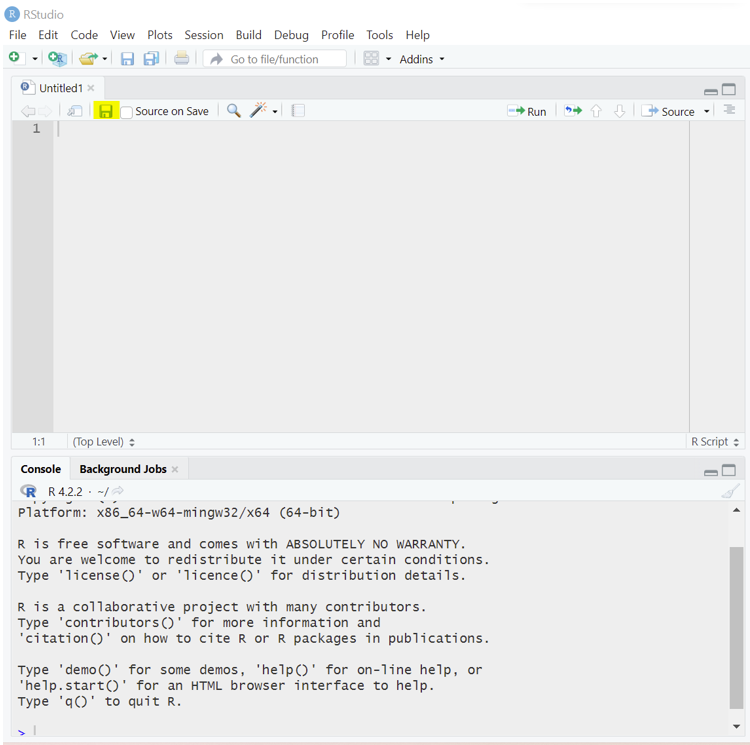 RStudio
File Edit Code View Plots Session Build Debug Profile Tools Help
Go to file/function Addins
Untitled1
Source on Save Run Source
1
1:1 (Top Level) R Script
Console Background Jobs
R 4.2.2 · ~/
Platform: x86_64-w64-mingw32/x64 (64-bit)
R is free software and comes with ABSOLUTELY NO WARRANTY.
You are welcome to redistribute it under certain conditions.
Type 'license()' or 'licence()' for distribution details.
R is a collaborative project with many contributors.
Type 'contributors()' for more information and
'citation()' on how to cite R or R packages in publications.
Type 'demo()' for some demos, 'help()' for on-line help, or
'help.start()' for an HTML browser interface to help.
Type 'q()' to quit R.
>